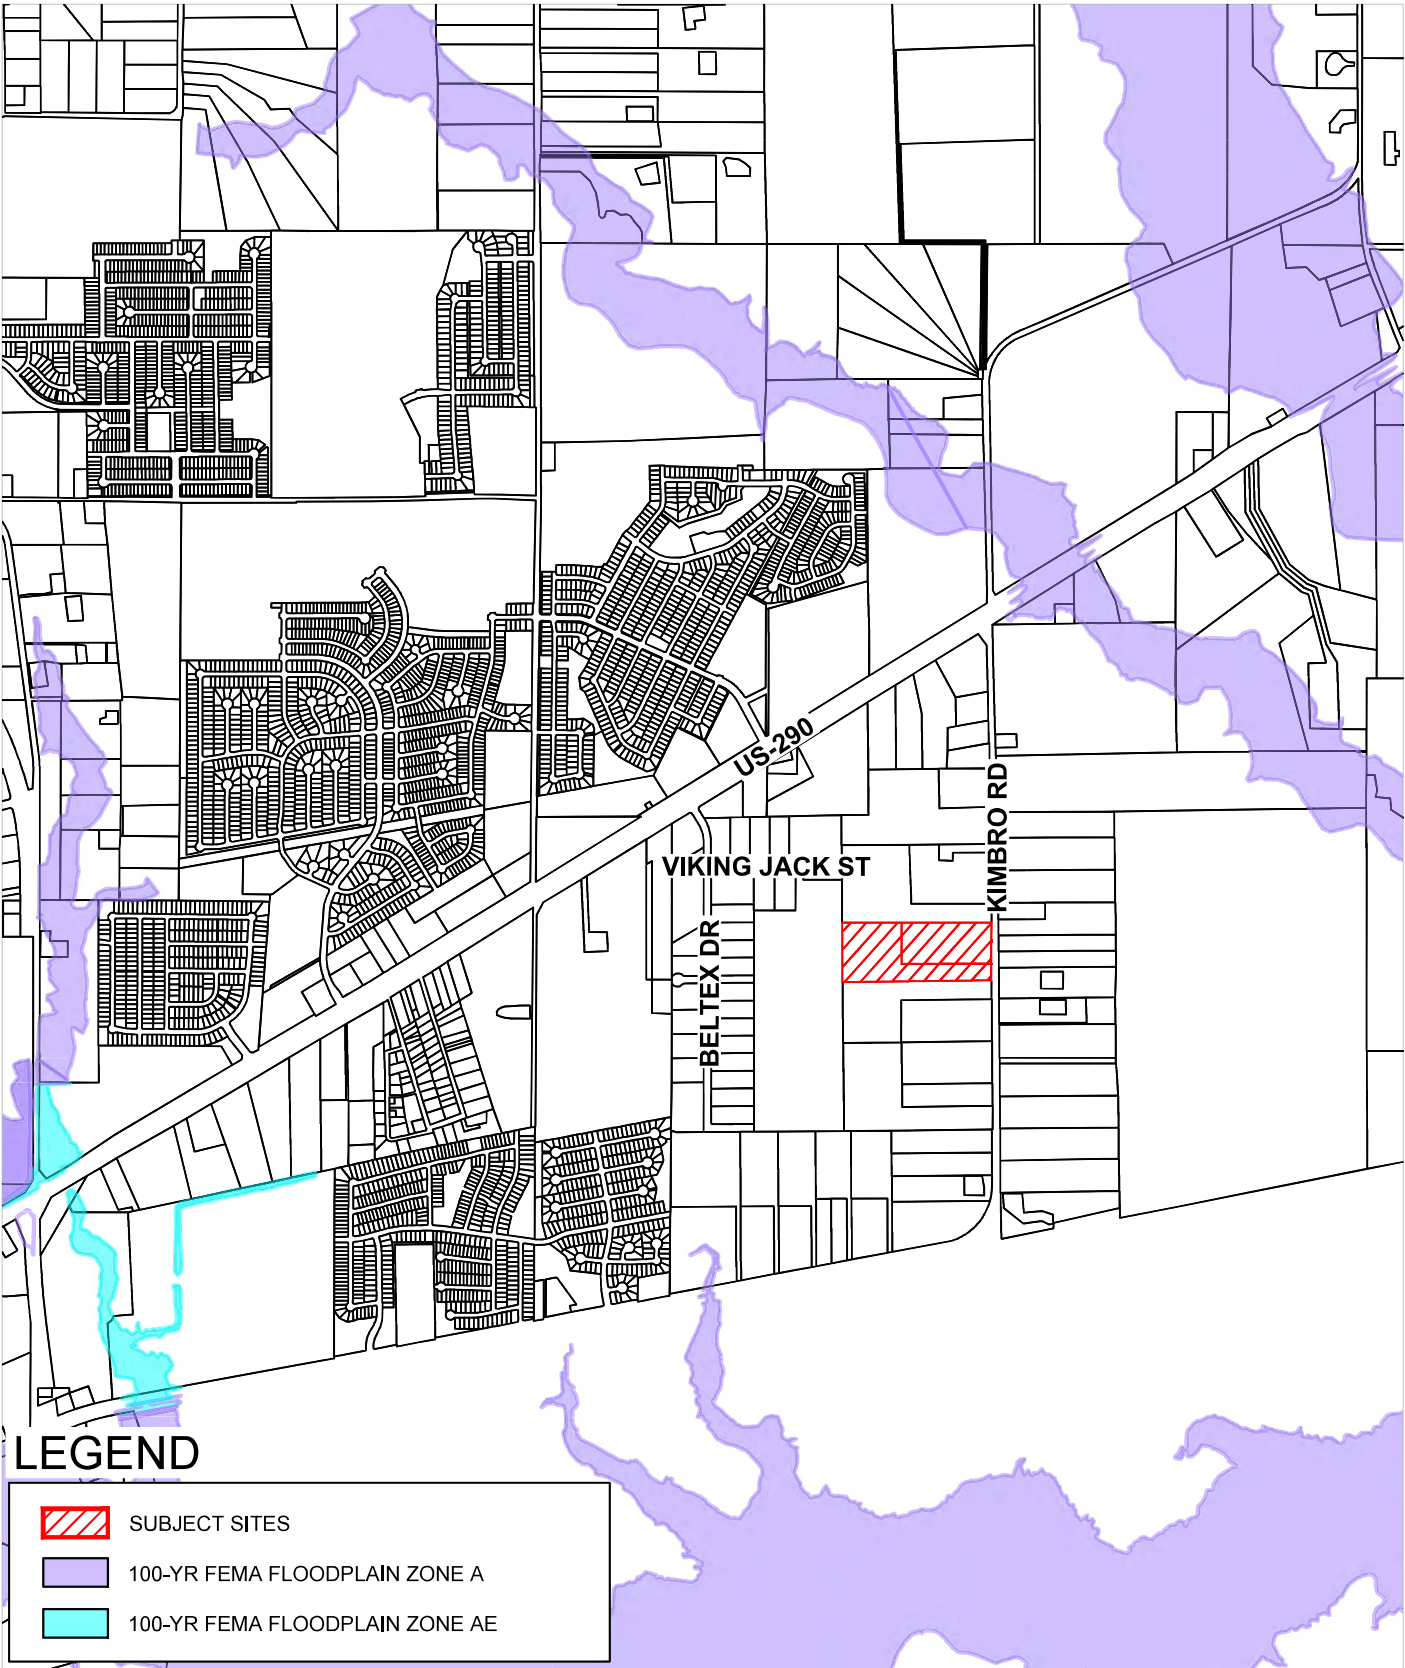 US-290
KIMBRO RD
VIKING JACK ST
BELTEX DR
LEGEND
SUBJECT SITES
100-YR FEMA FLOODPLAIN ZONE A
100-YR FEMA FLOODPLAIN ZONE AE